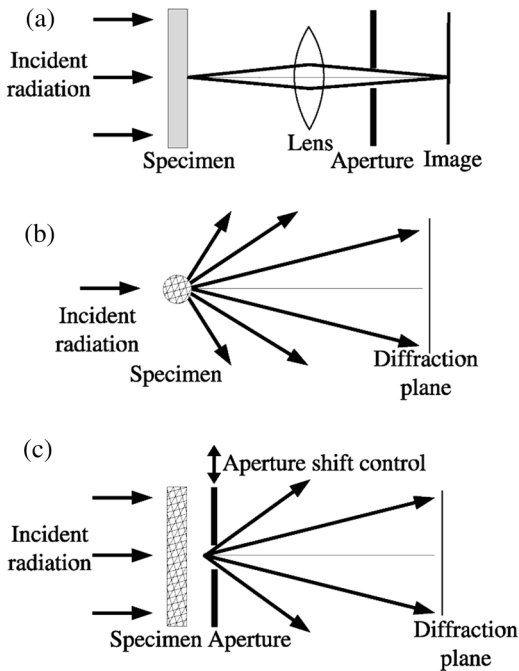 (a)
Incident
radiation
Specimen
Lens
Aperture
Image
(b)
Incident
radiation
Specimen
Diffraction
plane
(c)
Aperture shift control
Incident
radiation
Specimen Aperture
Diffraction
plane